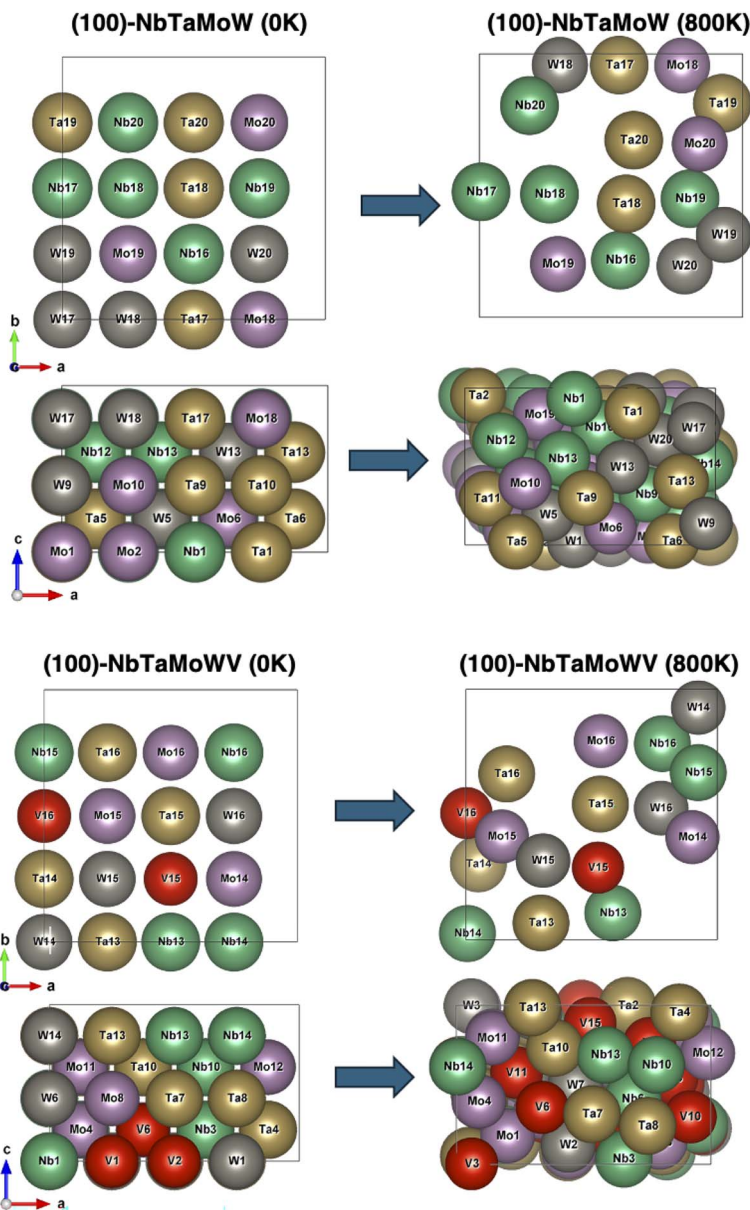 (100)-NbTaMoW (0K)
(100)-NbTaMoW (800K)
Ta19 Nb20 Ta20 Mo20
Nb17 Nb18 Ta18 Nb19
W19 Mo19 Nb16 W20
W17 W18 Ta17 Mo18
b
a
W18 Ta17 Mo18
Nb20 Ta19
Ta20 Mo20
Nb17 Nb18 Ta18 Nb19
W19
Mo19 Nb16 W20
W17 W18 Ta17 Mo18
Nb12 Nb13 W13 Ta13
W9 Mo10 Ta9 Ta10
Ta5 W5 Mo6 Ta6
Mo1 Mo2 Nb1 Ta1
c
a
Ta2 Nb1
Mo19 Ta1
Nb12 W20 W17
Nb13 W13 b14
Mo10 Ta13
Ta11 Ta9 Nb9
W5 Mo6 W9
Ta5 W1 Ta6
(100)-NbTaMoWV (0K)
(100)-NbTaMoWV (800K)
Nb15 Ta16 Mo16 Nb16
V16 Mo15 Ta15 W16
Ta14 W15 V15 Mo14
W14 Ta13 Nb13 Nb14
b
a
W14
Mo16 Nb16
Ta16 Nb15
V16 Ta15 W16
Mo15 Mo14
Ta14 W15 V15
Nb14 Ta13 Nb13
W14 Ta13 Nb13 Nb14
Mo11 Ta10 Nb10 Mo12
W6 Mo8 Ta7 Ta8
Mo4 V6 Nb3 Ta4
Nb1 V1 V2 W1
c
a
W3 Ta13 Ta2 Ta4
V15
Mo11 Ta10 Nb13 Nb10 Mo12
Nb14 V11 W7
Mo4 V6 Ta7 V10
Mo1 W2 Ta8
V3 Nb3